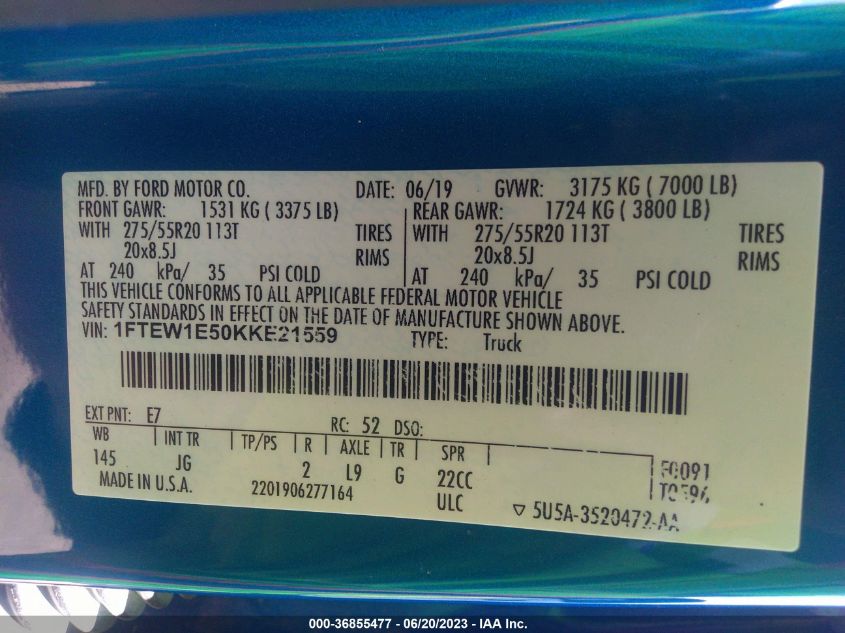 MFD. BY FORD MOTOR CO. DATE: 06/19 GVWR: 3175 KG ( 7000 LB)
FRONT GAWR: 1531 KG ( 3375 LB) REAR GAWR: 1724 KG ( 3800 LB)
WITH 275/55R20 113T TIRES WITH 275/55R20 113T TIRES
20x8.5J RIMS 20x8.5J RIMS
AT 240 kPa/ 35 PSI COLD AT 240 kPa/ 35 PSI COLD
THIS VEHICLE CONFORMS TO ALL APPLICABLE FEDERAL MOTOR VEHICLE
SAFETY STANDARDS IN EFFECT ON THE DATE OF MANUFACTURE SHOWN ABOVE.
VIN: 1FTEW1E50KKE21559 TYPE: Truck
EXT PNT: E7 RC: 52 DSO:
WB INT TR TP/PS R AXLE TR SPR
145 JG 2 L9 G 22CC
F0091
MADE IN U.S.A. 2201906277164 ULC
▽ 5U5A-3520472-AA
000-36855477 - 06/20/2023 - IAA Inc.